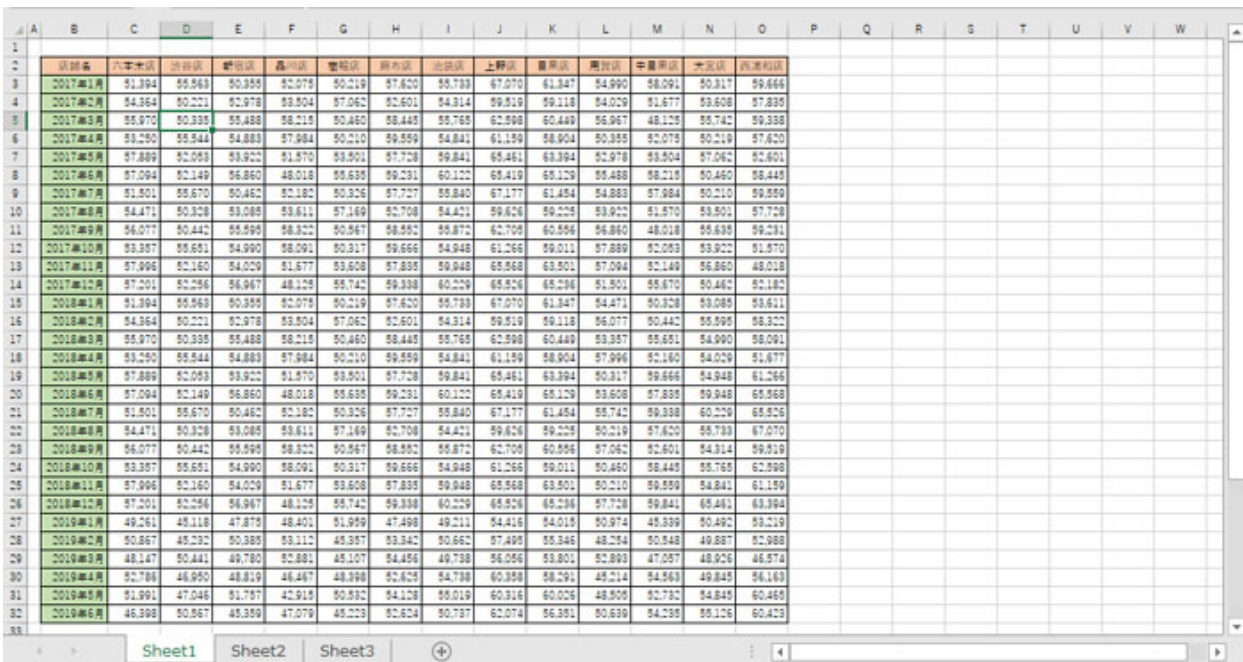 A B C D E F G H I J K L M N O P Q R S T U V W
1
2 店舗名 六本木店 渋谷店 新宿店 品川店 麻布店 池袋店 上野店 目黒店 用賀店 中目黒店 大宮店 西浦和店
3 2017年1月 51,394 55,563 50,355 52,075 50,219 57,620 55,733 67,070 61,347 54,990 58,091 50,317 59,666
4 2017年2月 54,364 50,221 52,978 53,504 57,062 52,601 54,314 59,519 59,118 54,029 51,677 53,608 57,835
5 2017年3月 55,970 50,335 55,488 58,215 50,460 58,445 55,765 62,598 60,449 56,967 48,125 55,742 59,338
6 2017年4月 53,250 55,544 54,883 57,984 50,210 59,559 54,841 61,159 58,904 50,355 52,075 50,219 57,620
7 2017年5月 57,889 52,053 53,922 51,570 53,501 57,728 59,841 65,461 63,394 52,978 53,504 57,062 52,601
8 2017年6月 57,094 52,149 56,860 48,018 55,635 59,231 60,122 65,419 65,129 55,488 58,215 50,460 58,445
9 2017年7月 51,501 55,670 50,462 52,182 50,326 57,727 55,840 67,177 61,454 54,883 57,984 50,210 59,559
10 2017年8月 54,471 50,328 53,085 53,611 57,169 52,708 54,421 59,626 59,225 53,922 51,570 53,501 57,728
11 2017年9月 56,077 50,442 55,595 58,322 50,567 58,552 55,872 62,705 60,556 56,860 48,018 55,635 59,231
12 2017年10月 53,357 55,651 54,990 58,091 50,317 59,666 54,948 61,266 59,011 57,889 52,053 53,922 51,570
13 2017年11月 57,996 52,160 54,029 51,677 53,608 57,835 59,948 65,568 63,501 57,094 52,149 56,860 48,018
14 2017年12月 57,201 52,256 56,967 48,125 55,742 59,338 60,229 65,526 65,236 51,501 55,670 50,462 52,182
15 2018年1月 51,394 55,563 50,355 52,075 50,219 57,620 55,733 67,070 61,347 54,471 50,328 53,085 53,611
16 2018年2月 54,364 50,221 52,978 53,504 57,062 52,601 54,314 59,519 59,118 56,077 50,442 55,595 58,322
17 2018年3月 55,970 50,335 55,488 58,215 50,460 58,445 55,765 62,598 60,449 53,357 55,651 54,990 58,091
18 2018年4月 53,250 55,544 54,883 57,984 50,210 59,559 54,841 61,159 58,904 57,996 52,160 54,029 51,677
19 2018年5月 57,889 52,053 53,922 51,570 53,501 57,728 59,841 65,461 63,394 50,317 59,666 54,948 61,266
20 2018年6月 57,094 52,149 56,860 48,018 55,635 59,231 60,122 65,419 65,129 53,608 57,835 59,948 65,568
21 2018年7月 51,501 55,670 50,462 52,182 50,326 57,727 55,840 67,177 61,454 55,742 59,338 60,229 65,526
22 2018年8月 54,471 50,328 53,085 53,611 57,169 52,708 54,421 59,626 59,225 50,219 57,620 55,733 67,070
23 2018年9月 56,077 50,442 55,595 58,322 50,567 58,552 55,872 62,705 60,556 57,062 52,601 54,314 59,519
24 2018年10月 53,357 55,651 54,990 58,091 50,317 59,666 54,948 61,266 59,011 50,460 58,445 55,765 62,598
25 2018年11月 57,996 52,160 54,029 51,677 53,608 57,835 59,948 65,568 63,501 50,210 59,559 54,841 61,159
26 2018年12月 57,201 52,256 56,967 48,125 55,742 59,338 60,229 65,526 65,236 57,728 59,841 65,461 63,394
27 2019年1月 49,261 45,118 47,875 48,401 51,959 47,498 49,211 54,416 54,015 50,974 45,339 50,492 53,219
28 2019年2月 50,867 45,232 50,385 53,112 45,357 53,342 50,662 57,495 55,346 48,254 50,548 49,887 52,988
29 2019年3月 48,147 50,441 49,780 52,881 45,107 54,456 49,738 56,056 53,801 52,893 47,057 48,926 46,574
30 2019年4月 52,786 46,950 48,819 46,467 48,398 52,625 54,738 60,358 58,291 45,214 54,563 49,845 56,163
31 2019年5月 51,991 47,046 51,757 42,915 50,532 54,128 55,019 60,316 60,026 48,505 52,732 54,845 60,465
32 2019年6月 46,398 50,567 45,359 47,079 45,223 52,624 50,737 62,074 56,351 50,639 54,235 55,126 60,423
33
Sheet1 Sheet2 Sheet3